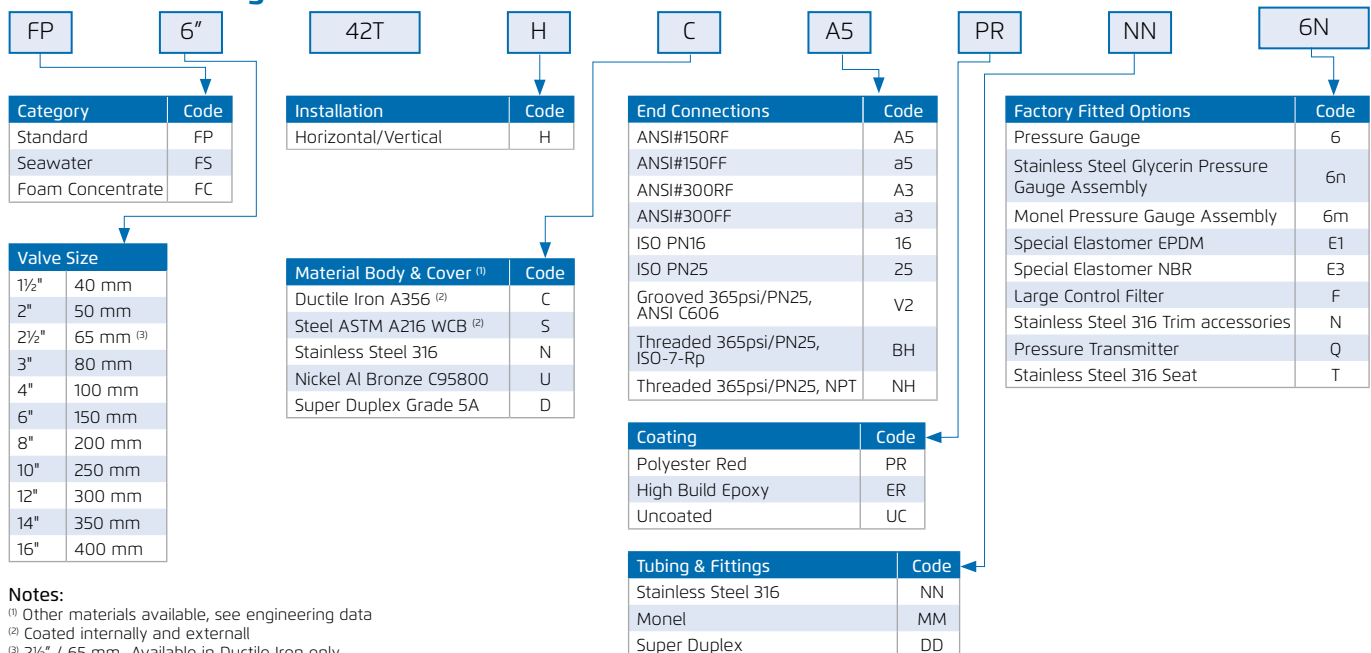 FP 6” 42T H C A5 PR NN 6N
Category Code
Standard FP
Seawater FS
Foam Concentrate FC
Valve Size
1½" 40 mm
2" 50 mm
2½" 65 mm (3)
3" 80 mm
4" 100 mm
6" 150 mm
8" 200 mm
10" 250 mm
12" 300 mm
14" 350 mm
16" 400 mm
Installation Code
Horizontal/Vertical H
Material Body & Cover (1) Code
Ductile Iron A356 (2) C
Steel ASTM A216 WCB (2) S
Stainless Steel 316 N
Nickel Al Bronze C95800 U
Super Duplex Grade 5A D
End Connections Code
ANSI#150RF A5
ANSI#150FF a5
ANSI#300RF A3
ANSI#300FF a3
ISO PN16 16
ISO PN25 25
Grooved 365psi/PN25,
ANSI C606 V2
Threaded 365psi/PN25,
ISO-7-Rp BH
Threaded 365psi/PN25, NPT NH
Coating Code
Polyester Red PR
High Build Epoxy ER
Uncoated UC
Tubing & Fittings Code
Stainless Steel 316 NN
Monel MM
Super Duplex DD
Factory Fitted Options Code
Pressure Gauge 6
Stainless Steel Glycerin Pressure
Gauge Assembly 6n
Monel Pressure Gauge Assembly 6m
Special Elastomer EPDM E1
Special Elastomer NBR E3
Large Control Filter F
Stainless Steel 316 Trim accessories N
Pressure Transmitter Q
Stainless Steel 316 Seat T
Notes:
(1) Other materials available, see engineering data
(2) Coated internally and externall
(3) 2½” / 65 mm Available in Ductile Iron only